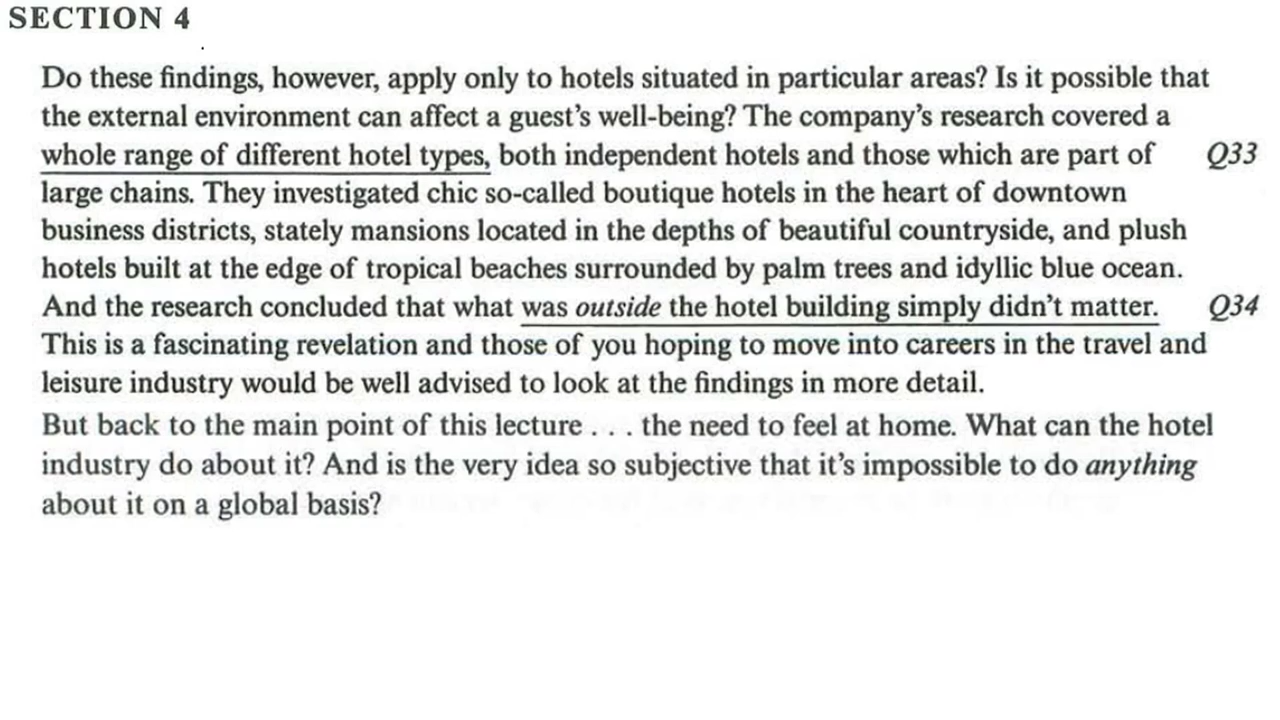 SECTION 4
Do these findings, however, apply only to hotels situated in particular areas? Is it possible that
the external environment can affect a guest's well-being? The company's research covered a
whole range of different hotel types, both independent hotels and those which are part of Q33
large chains. They investigated chic so-called boutique hotels in the heart of downtown
business districts, stately mansions located in the depths of beautiful countryside, and plush
hotels built at the edge of tropical beaches surrounded by palm trees and idyllic blue ocean.
And the research concluded that what was outside the hotel building simply didn't matter. Q34
This is a fascinating revelation and those of you hoping to move into careers in the travel and
leisure industry would be well advised to look at the findings in more detail.
But back to the main point of this lecture . . . the need to feel at home. What can the hotel
industry do about it? And is the very idea so subjective that it's impossible to do anything
about it on a global basis?